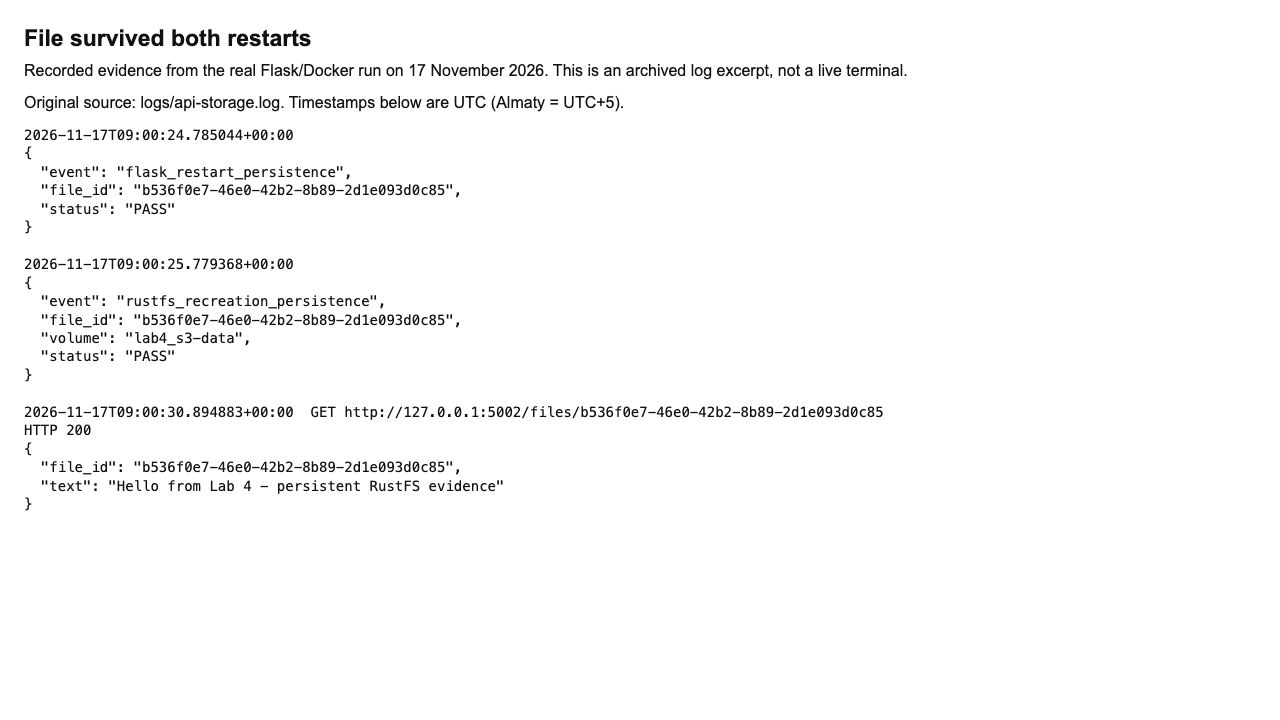 File survived both restarts
Recorded evidence from the real Flask/Docker run on 17 November 2026. This is an archived log excerpt, not a live terminal.
Original source: logs/api-storage.log. Timestamps below are UTC (Almaty = UTC+5).
2026-11-17T09:00:24.785044+00:00
{
  "event": "flask_restart_persistence",
  "file_id": "b536f0e7-46e0-42b2-8b89-2d1e093d0c85",
  "status": "PASS"
}
2026-11-17T09:00:25.779368+00:00
{
  "event": "rustfs_recreation_persistence",
  "file_id": "b536f0e7-46e0-42b2-8b89-2d1e093d0c85",
  "volume": "lab4_s3-data",
  "status": "PASS"
}
2026-11-17T09:00:30.894883+00:00  GET http://127.0.0.1:5002/files/b536f0e7-46e0-42b2-8b89-2d1e093d0c85
HTTP 200
{
  "file_id": "b536f0e7-46e0-42b2-8b89-2d1e093d0c85",
  "text": "Hello from Lab 4 – persistent RustFS evidence"
}